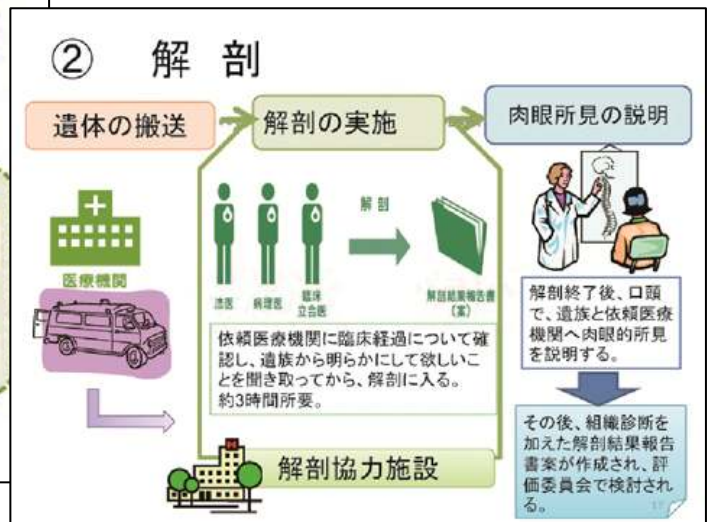 ② 解 剖
遺体の搬送
解剖の実施
肉眼所見の説明
医療機関
解 剖
法医
病理医
臨床
立合医
解剖結果報告書
(案)
依頼医療機関に臨床経過について確
認し、遺族から明らかにして欲しいこ
とを聞き取ってから、解剖に入る。
約3時間所要。
解剖協力施設
解剖終了後、口頭
で、遺族と依頼医療
機関へ肉眼的所見
を説明する。
その後、組織診断を
加えた解剖結果報告
書案が作成され、評
価委員会で検討され
る。